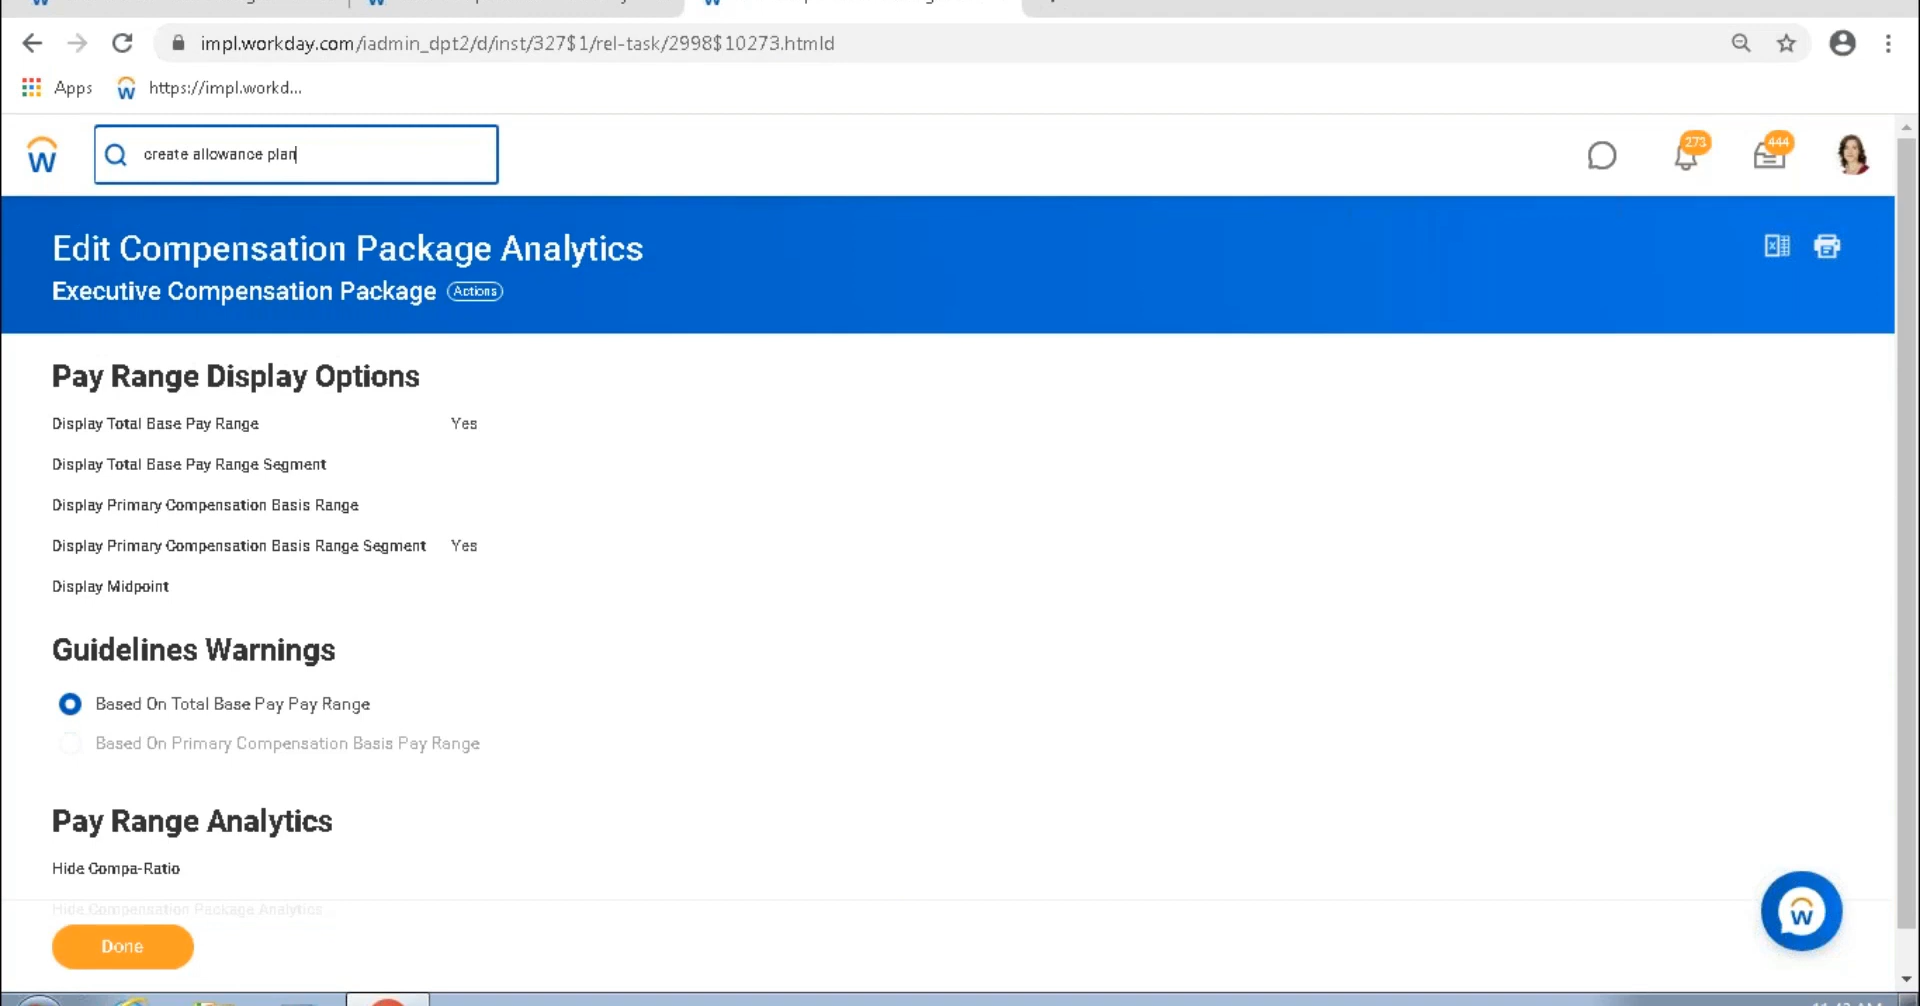 impl.workday.com/iadmin_dpt2/d/inst/327$1/rel-task/2998$10273.htmld
Apps
https://impl.workd...
create allowance plan
273
444
Edit Compensation Package Analytics
Executive Compensation Package Actions
Pay Range Display Options
Display Total Base Pay Range Yes
Display Total Base Pay Range Segment
Display Primary Compensation Basis Range
Display Primary Compensation Basis Range Segment Yes
Display Midpoint
Guidelines Warnings
Based On Total Base Pay Pay Range
Based On Primary Compensation Basis Pay Range
Pay Range Analytics
Hide Compa-Ratio
Hide Compensation Package Analytics
Done